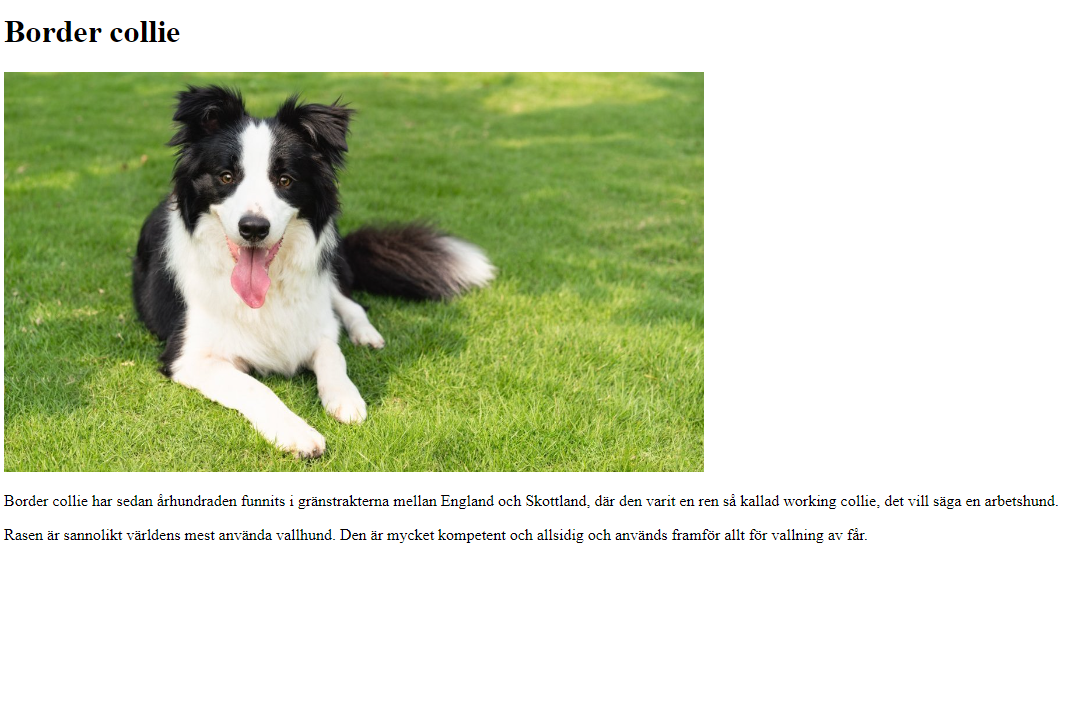 Border collie
Border collie har sedan århundraden funnits i gränstrakterna mellan England och Skottland, där den varit en ren så kallad working collie, det vill säga en arbetshund.
Rasen är sannolikt världens mest använda vallhund. Den är mycket kompetent och allsidig och används framför allt för vallning av får.